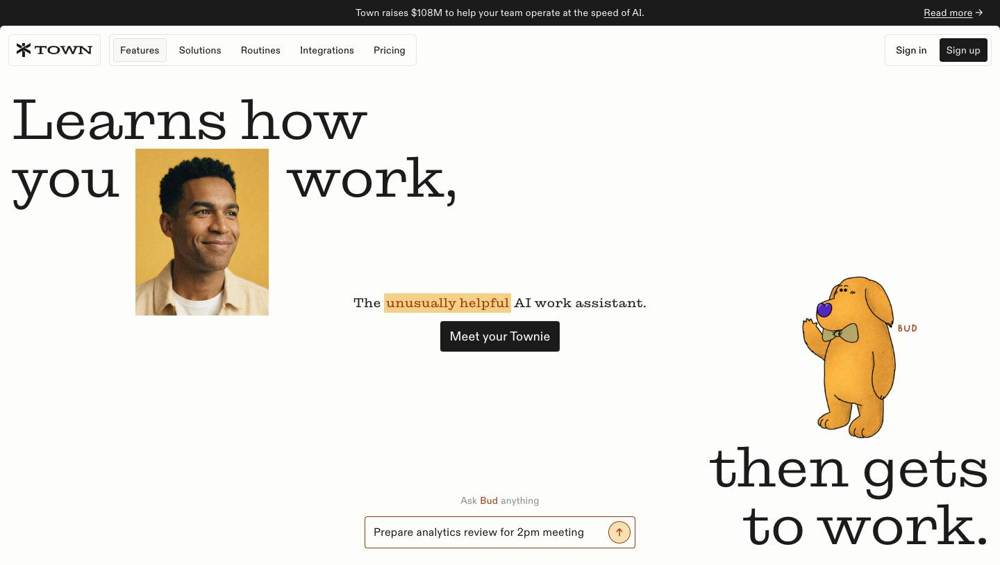 Town raises $108M to help your team operate at the speed of AI.
Read more →
TOWN
Features
Solutions
Routines
Integrations
Pricing
Sign in
Sign up
Learns how
you work,
The unusually helpful AI work assistant.
Meet your Townie
BUD
then gets
to work.
Ask Bud anything
Prepare analytics review for 2pm meeting